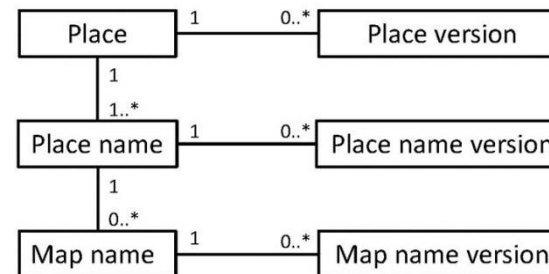 Place 1 0..* Place version
1
1..*
Place name 1 0..* Place name version
1
0..*
Map name 1 0..* Map name version